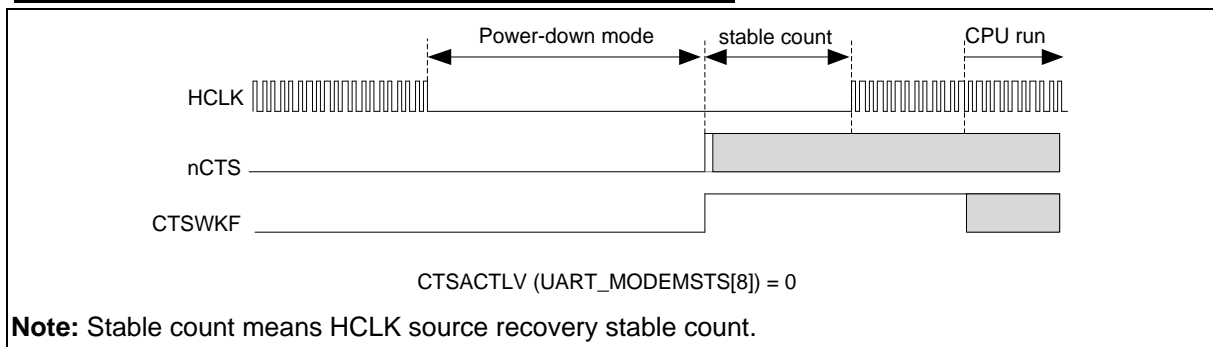 Power-down mode stable count CPU run
HCLK
nCTS
CTSWKF
CTSACTLV (UART_MODEMSTS[8]) = 0
Note: Stable count means HCLK source recovery stable count.